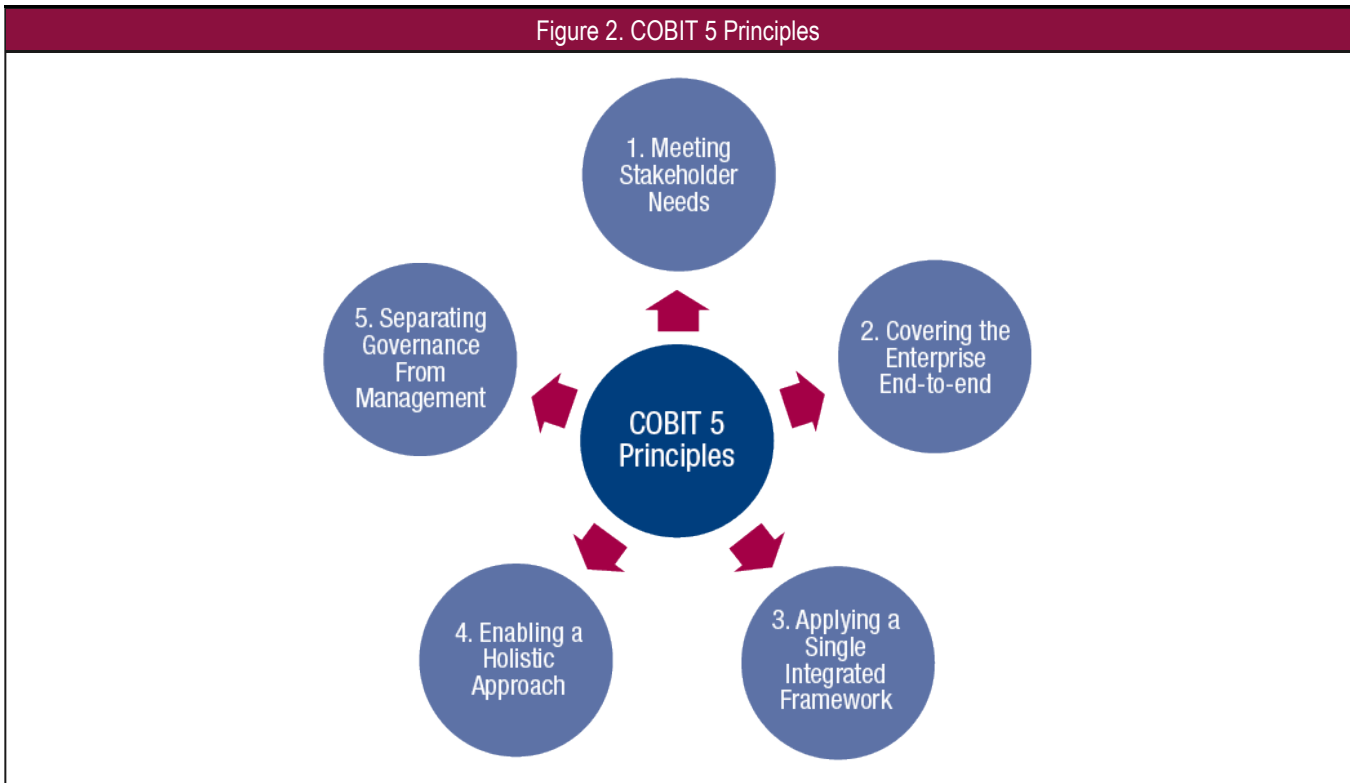 Figure 2. COBIT 5 Principles
1. Meeting
Stakeholder
Needs
5. Separating
Governance
From
Management
2. Covering the
Enterprise
End-to-end
COBIT 5
Principles
4. Enabling a
Holistic
Approach
3. Applying a
Single
Integrated
Framework